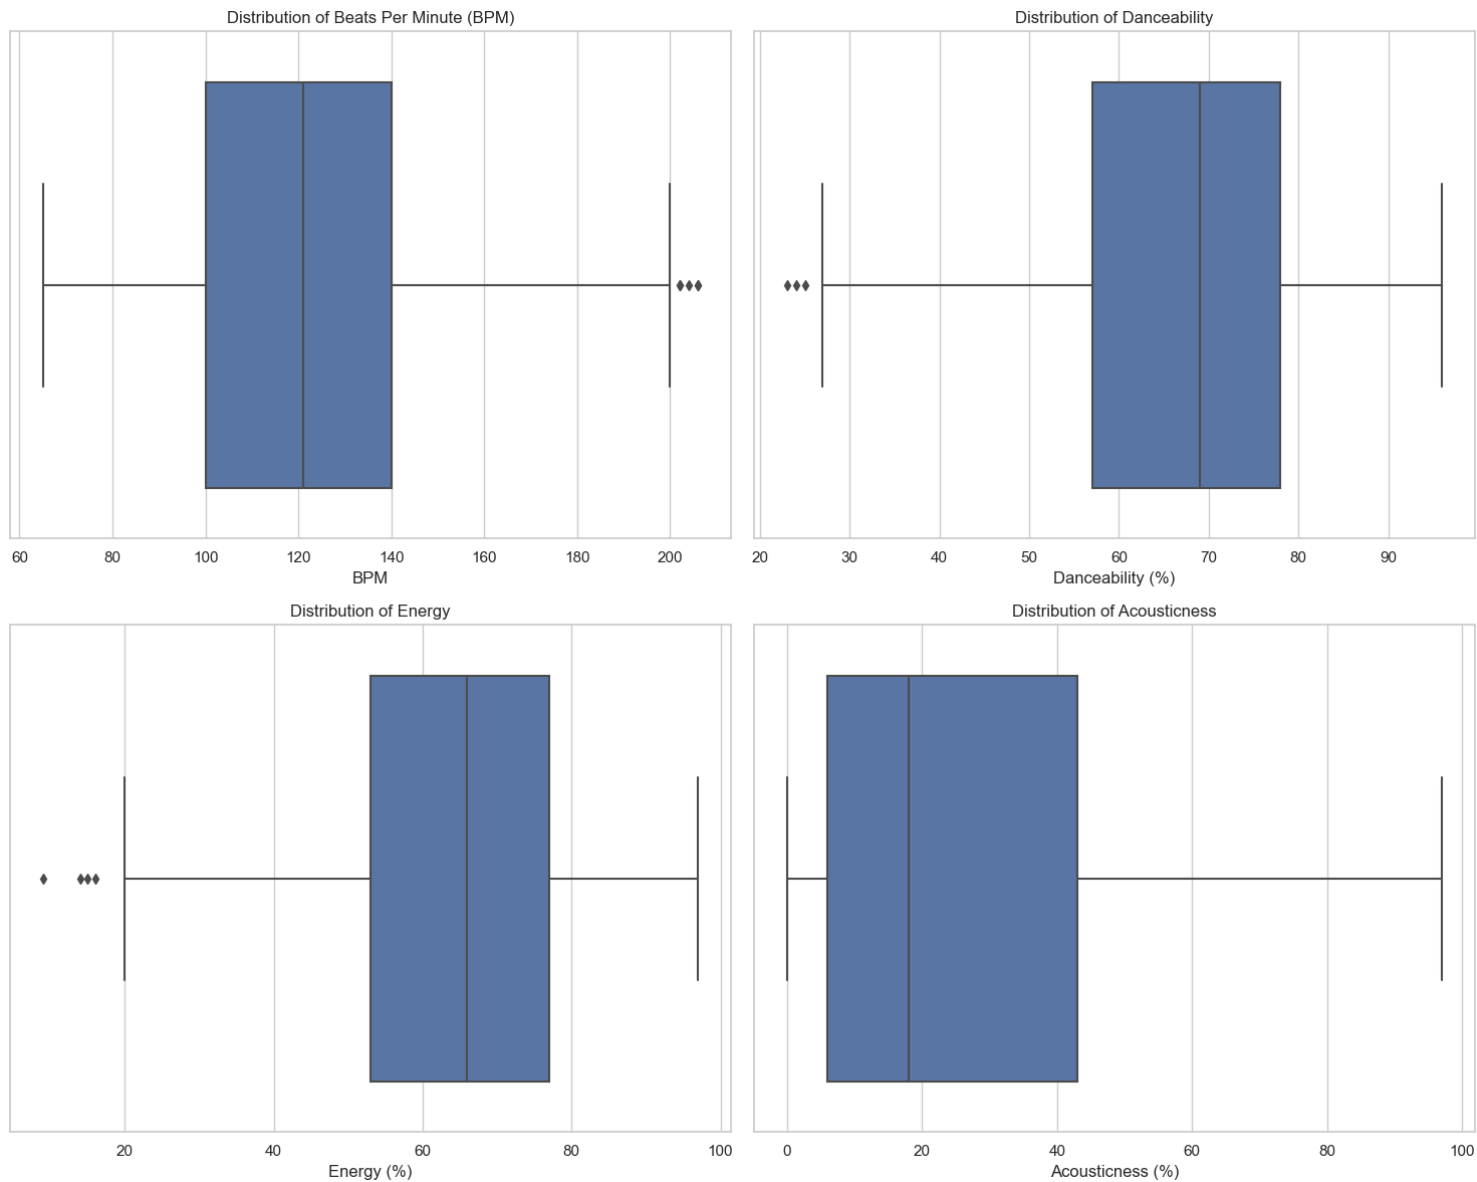 Distribution of Beats Per Minute (BPM)
60 80 100 120 140 160 180 200
BPM
Distribution of Danceability
20 30 40 50 60 70 80 90
Danceability (%)
Distribution of Energy
20 40 60 80 100
Energy (%)
Distribution of Acousticness
0 20 40 60 80 100
Acousticness (%)